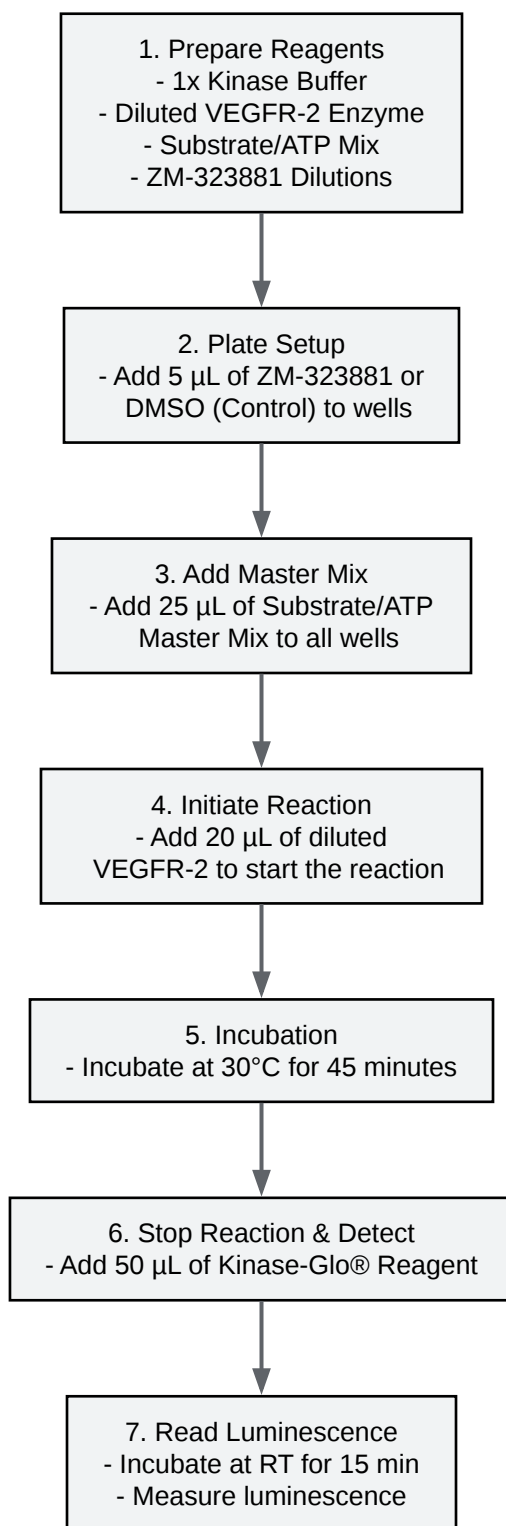 1. Prepare Reagents
- 1x Kinase Buffer
- Diluted VEGFR-2 Enzyme
- Substrate/ATP Mix
- ZM-323881 Dilutions
2. Plate Setup
- Add 5 µL of ZM-323881 or
DMSO (Control) to wells
3. Add Master Mix
- Add 25 µL of Substrate/ATP
Master Mix to all wells
4. Initiate Reaction
- Add 20 µL of diluted
VEGFR-2 to start the reaction
5. Incubation
- Incubate at 30°C for 45 minutes
6. Stop Reaction & Detect
- Add 50 µL of Kinase-Glo® Reagent
7. Read Luminescence
- Incubate at RT for 15 min
- Measure luminescence